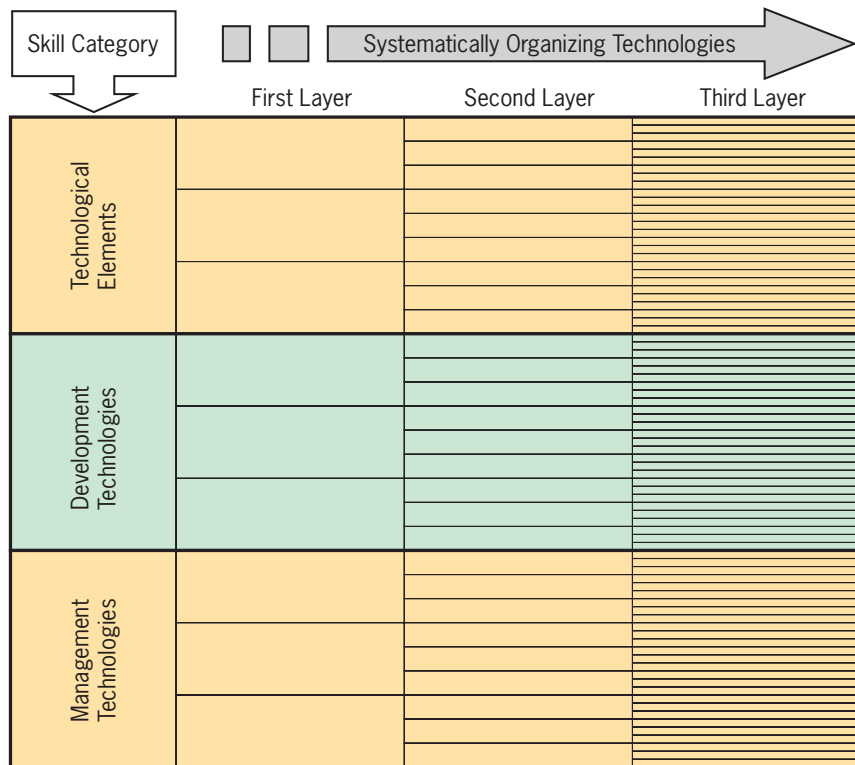 Skill Category
Systematically Organizing Technologies
First Layer
Second Layer
Third Layer
Technological
Elements
Development
Technologies
Management
Technologies